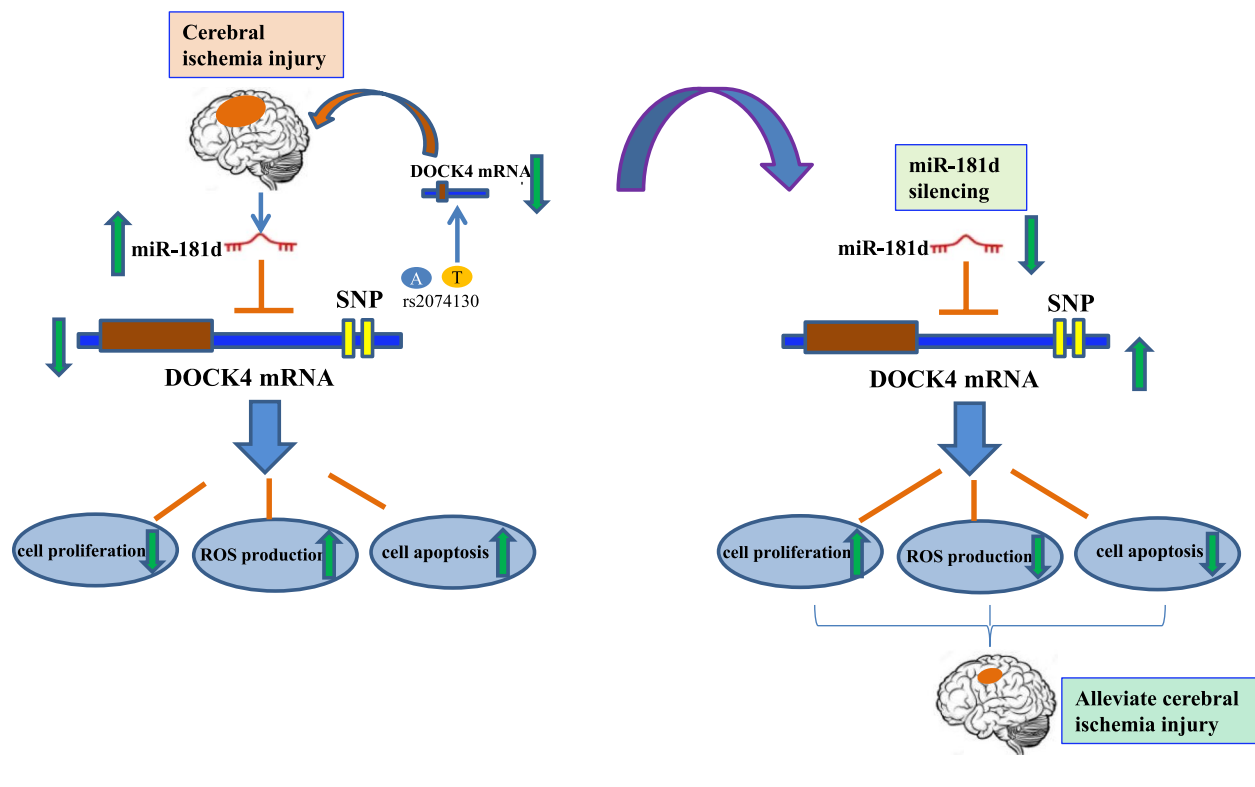 Cerebral
ischemia injury
DOCK4 mRNA
miR-181d
A
T
rs2074130
SNP
DOCK4 mRNA
cell proliferation
ROS production
cell apoptosis
miR-181d
silencing
miR-181d
SNP
DOCK4 mRNA
cell proliferation
ROS production
cell apoptosis
Alleviate cerebral
ischemia injury